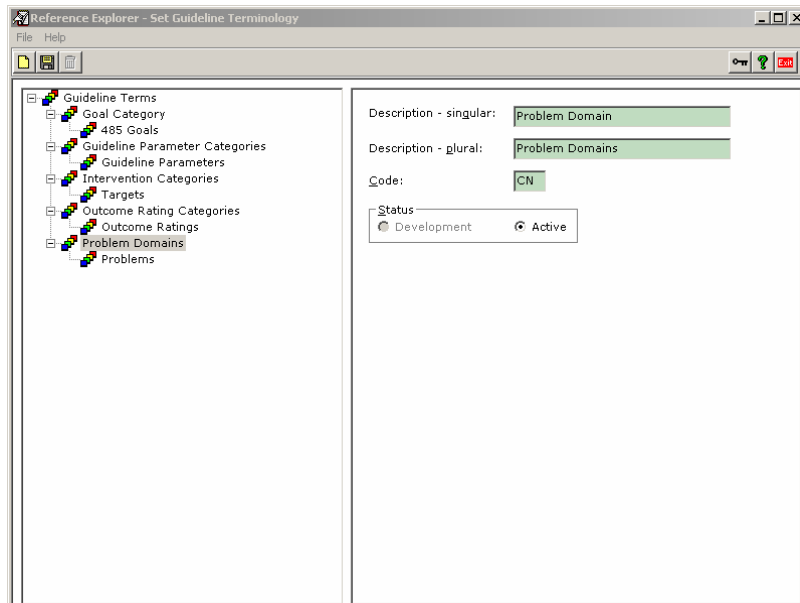 Reference Explorer - Set Guideline Terminology
File Help
Exit
Guideline Terms
Goal Category
485 Goals
Guideline Parameter Categories
Guideline Parameters
Intervention Categories
Targets
Outcome Rating Categories
Outcome Ratings
Problem Domains
Problems
Description - singular: Problem Domain
Description - plural: Problem Domains
Code: CN
Status
Development Active